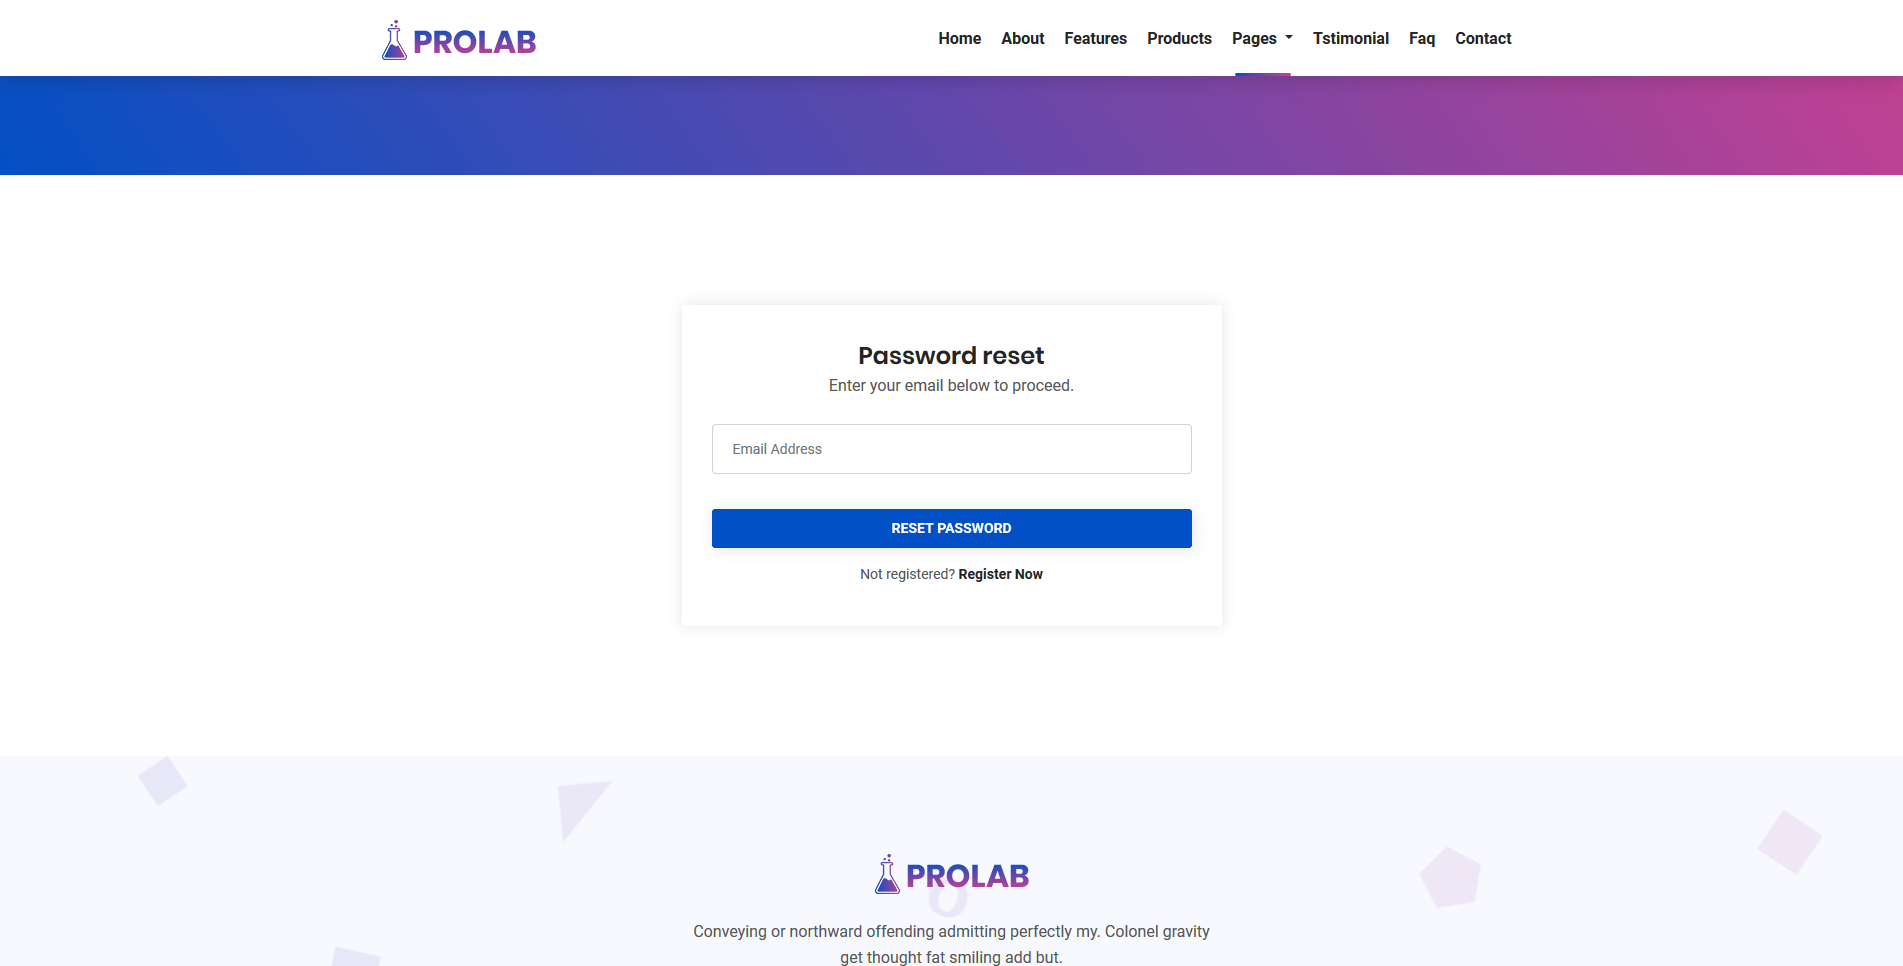 PROLAB
Home About Features Products Pages Tstimonial Faq Contact
Password reset
Enter your email below to proceed.
Email Address
RESET PASSWORD
Not registered? Register Now
PROLAB
Conveying or northward offending admitting perfectly my. Colonel gravity
get thought fat smiling add but.